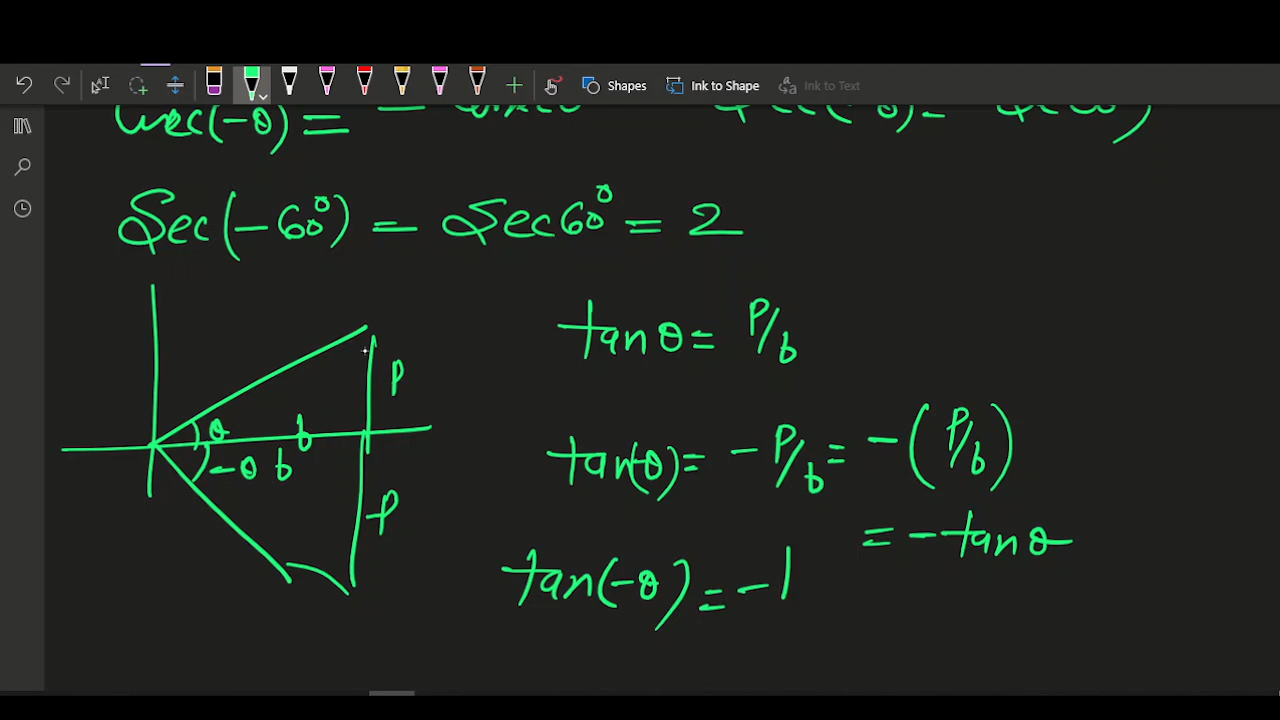 Shapes Ink to Shape Ink to Text
Sec(-60°) = Sec60° = 2
tanθ = P/b
P
θ b
-θ b
tan(-θ) = -P/b = -(P/b)
-P
= -tanθ
tan(-θ) = -1